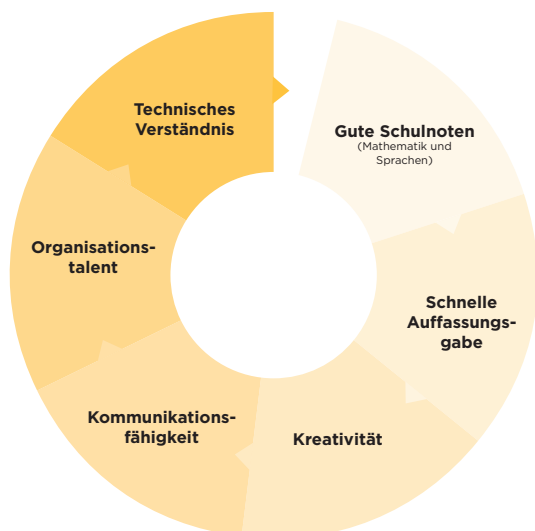 Technisches
Verständnis
Gute Schulnoten
(Mathematik und
Sprachen)
Organisations-
talent
Schnelle
Auffassungs-
gabe
Kommunikations-
fähigkeit
Kreativität